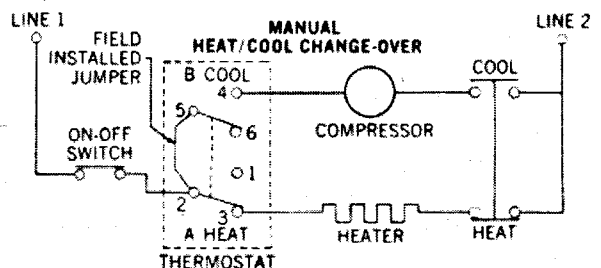 LINE 1
MANUAL
HEAT/COOL CHANGE-OVER
LINE 2
FIELD
INSTALLED
JUMPER
B COOL
4
COOL
5
6
COMPRESSOR
ON-OFF
SWITCH
1
2
3
A HEAT
HEATER
HEAT
THERMOSTAT